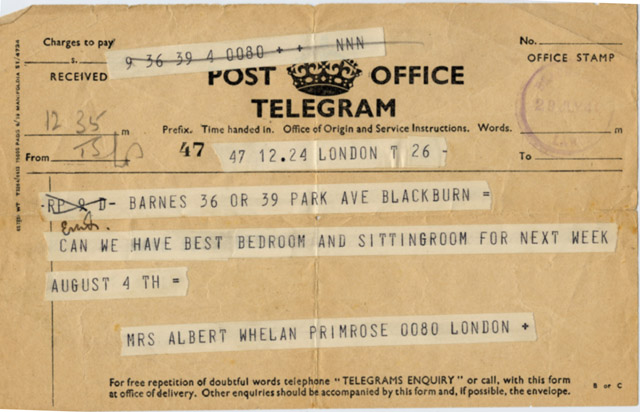 Charges to pay
9 36 39 4 0080 + + NNN
No.
s.
OFFICE STAMP
RECEIVED
POST OFFICE
TELEGRAM
Prefix. Time handed in. Office of Origin and Service Instructions. Words.
12 35 m
m
From
To
47 47 12.24 LONDON T 26 -
-RP 9 D- BARNES 36 OR 39 PARK AVE BLACKBURN =
CAN WE HAVE BEST BEDROOM AND SITTINGROOM FOR NEXT WEEK
AUGUST 4 TH =
MRS ALBERT WHELAN PRIMROSE 0080 LONDON +
For free repetition of doubtful words telephone "TELEGRAMS ENQUIRY" or call, with this form
at office of delivery. Other enquiries should be accompanied by this form and, if possible, the envelope.
B or C